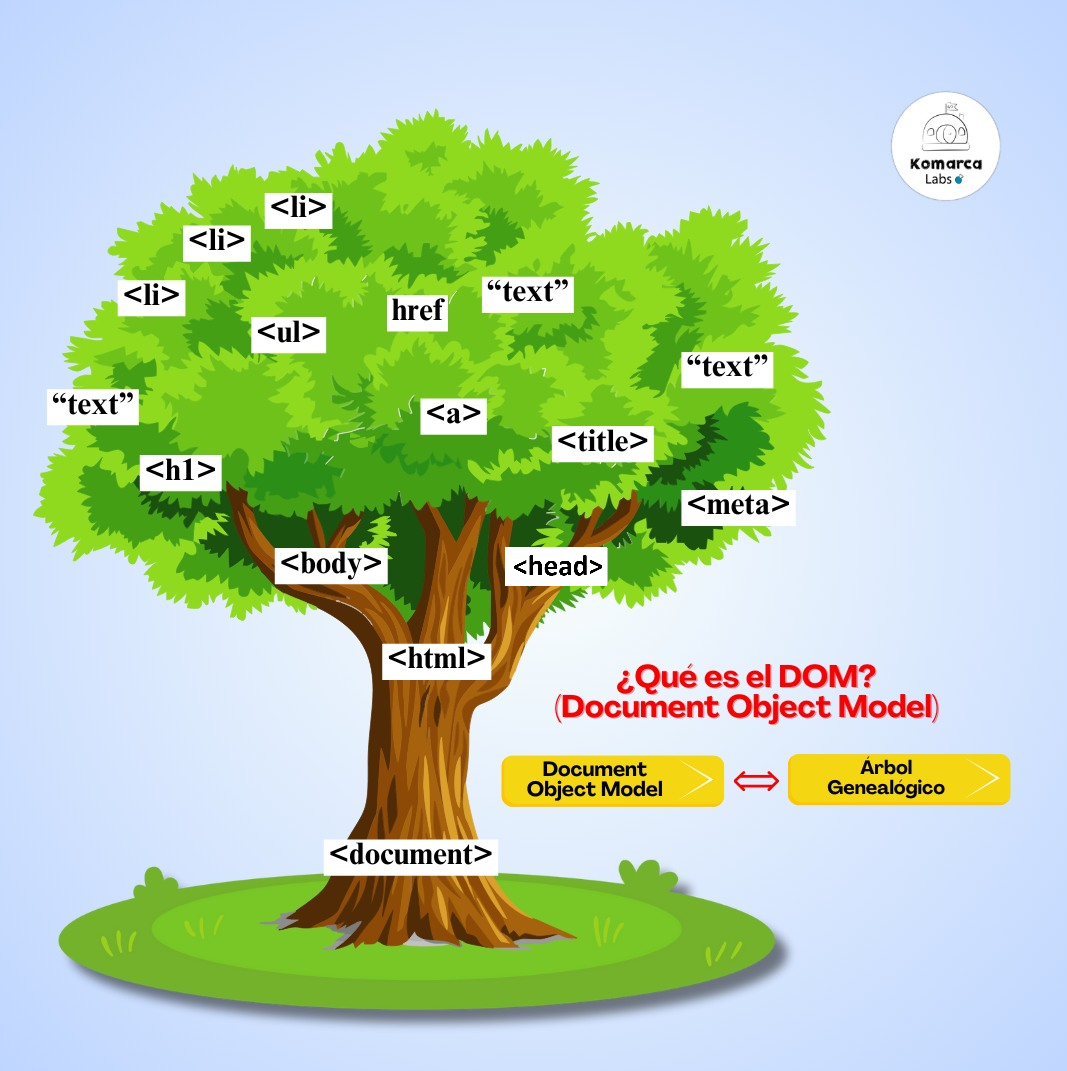 Komarca
Labs
<li>
<li>
<li>
“text”
href
<ul>
“text”
“text”
<a>
<title>
<h1>
<meta>
<body>
<head>
<html>
¿Qué es el DOM?
(Document Object Model)
Document
Object Model
Árbol
Genealógico
<document>